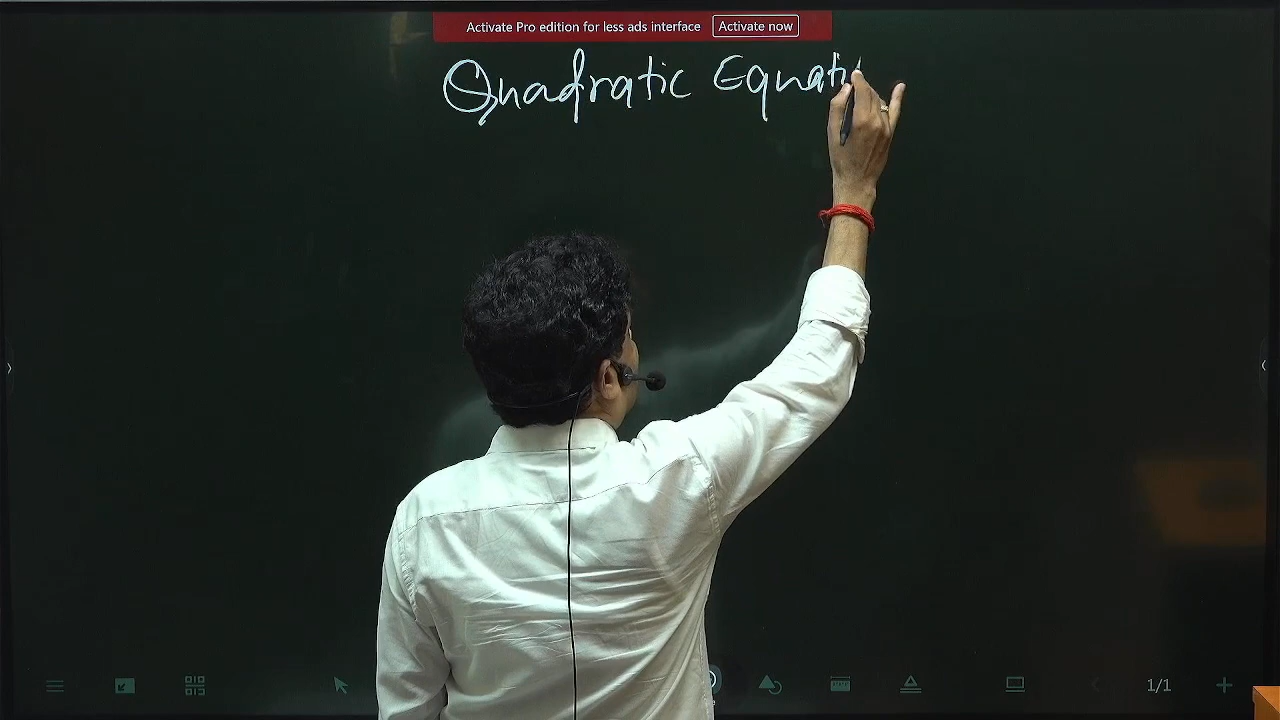 Activate Pro edition for less ads interface Activate now
Quadratic Equati
1/1